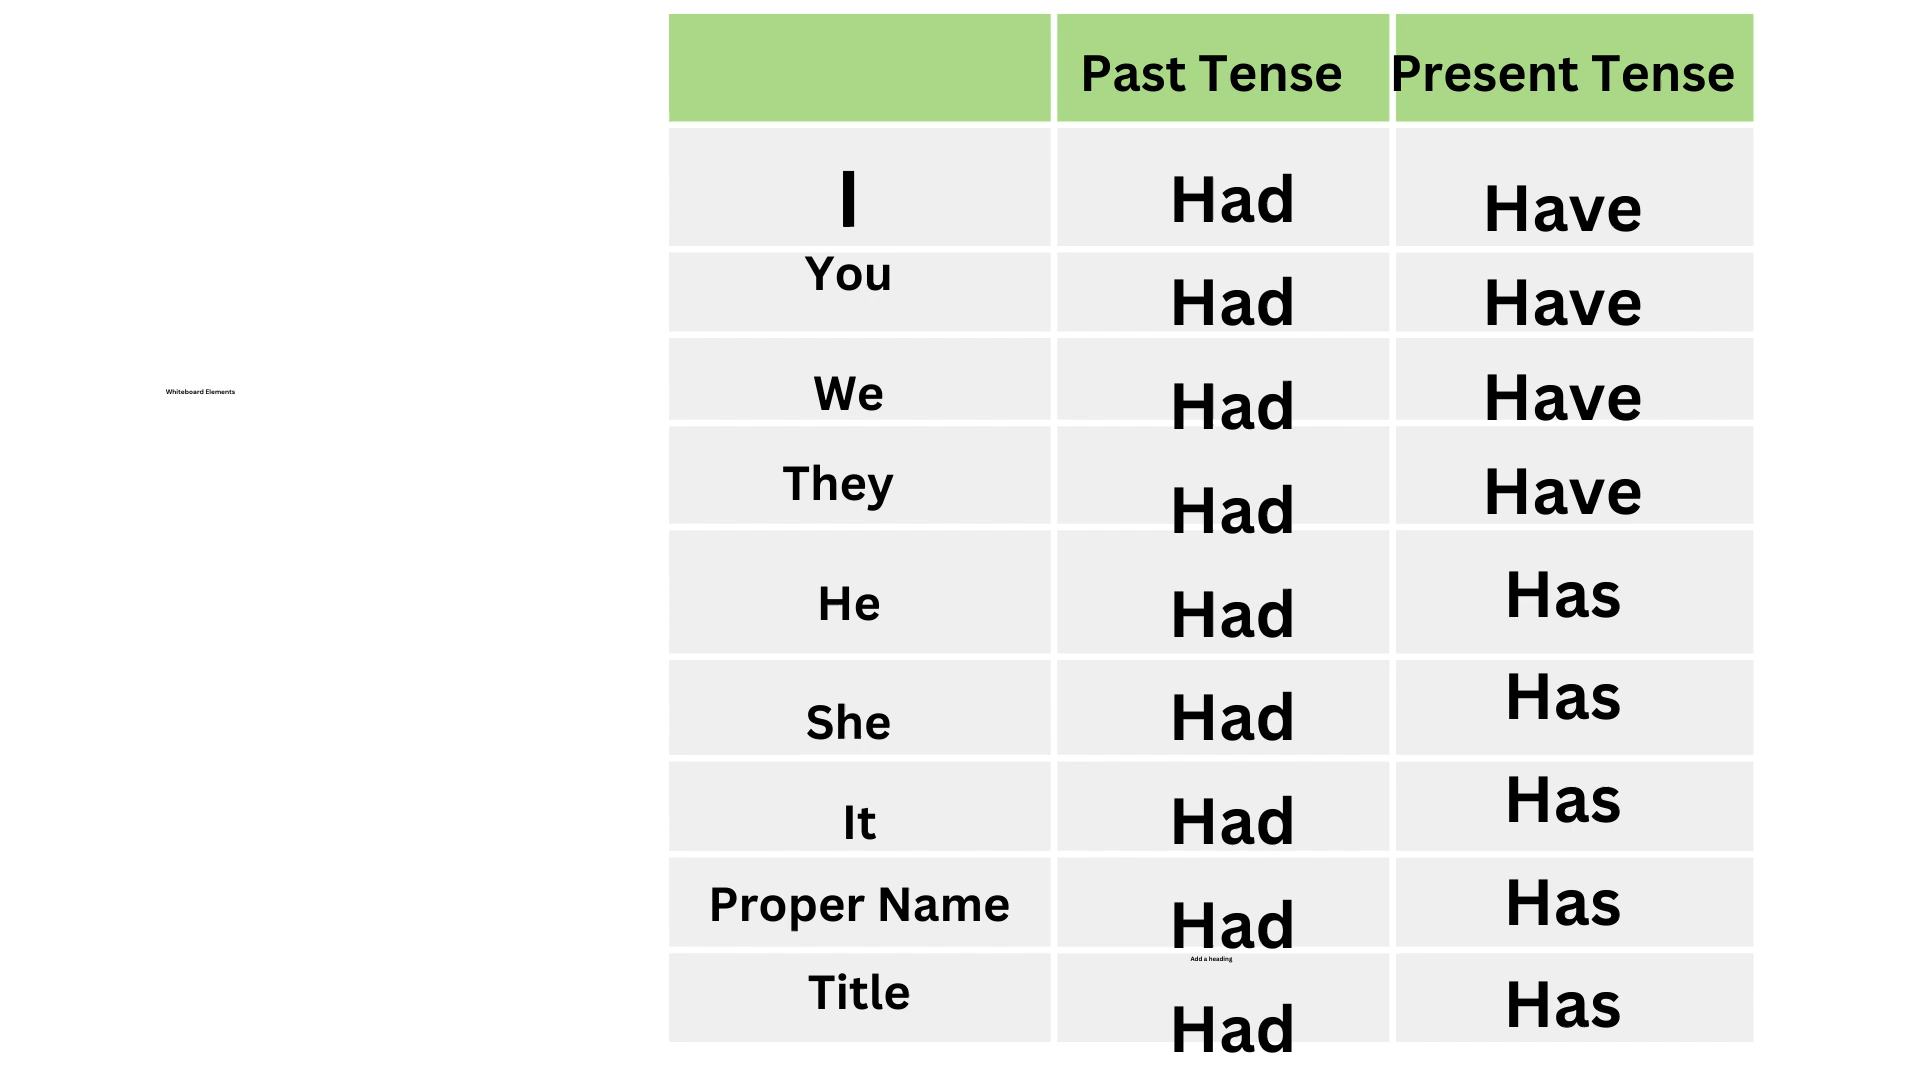 Past Tense Present Tense
I Had Have
You Had Have
Whiteboard Elements
We Had Have
They Had Have
He Had Has
She Had Has
It Had Has
Proper Name Had Has
Add a heading
Title Had Has